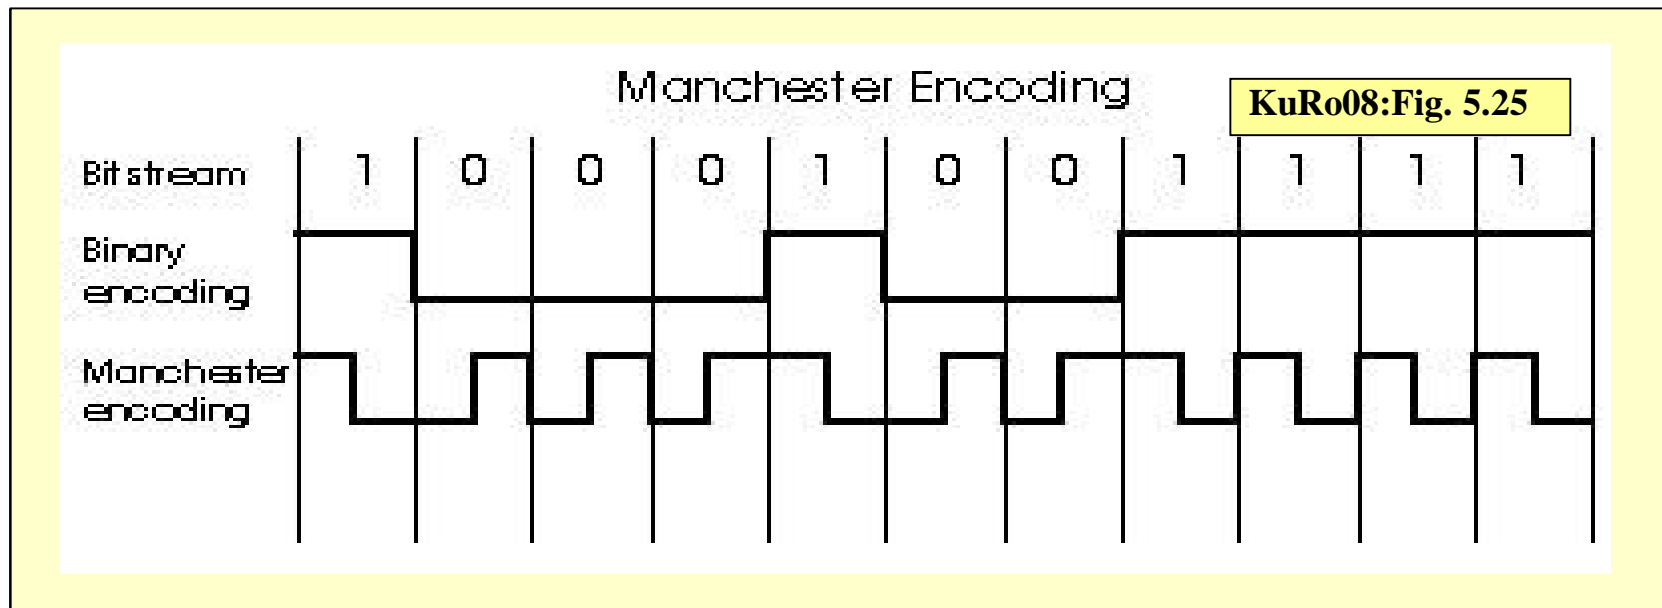 Manchester Encoding
KuRo08:Fig. 5.25
Bit stream 1 0 0 0 1 0 0 1 1 1 1
Binary
encoding
Manchester
encoding